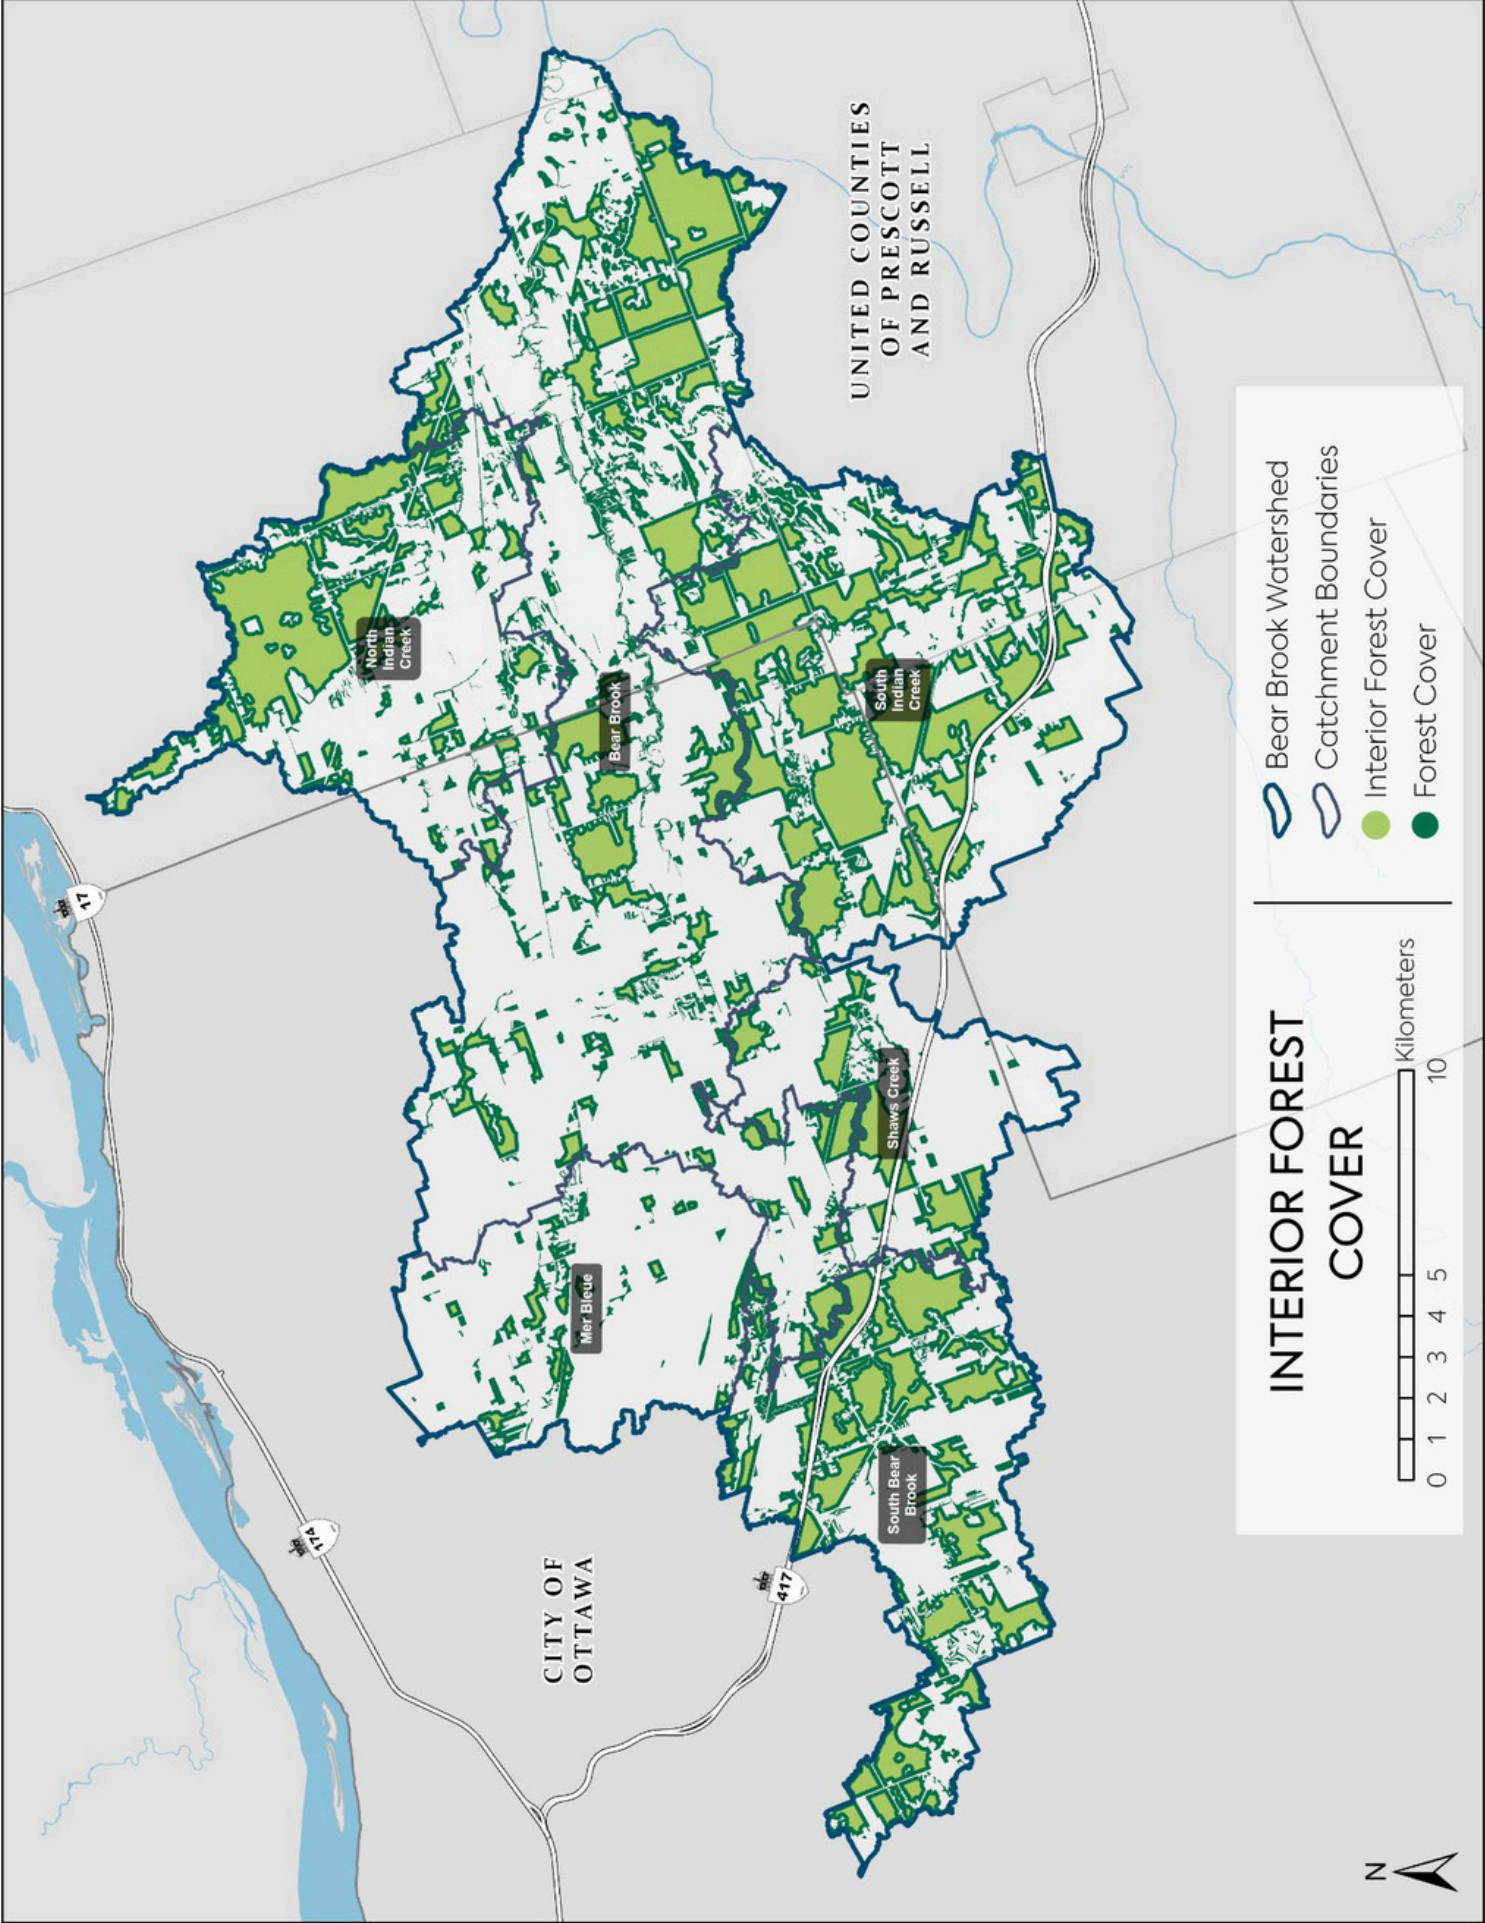 17
174
417
CITY OF
OTTAWA
UNITED COUNTIES
OF PRESCOTT
AND RUSSELL
North
Indian
Creek
Bear Brook
South
Indian
Creek
Mer Bleue
Shaws Creek
South Bear
Brook
N
INTERIOR FOREST
COVER
0 1 2 3 4 5 10
Kilometers
Bear Brook Watershed
Catchment Boundaries
Interior Forest Cover
Forest Cover